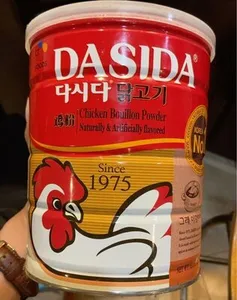 DASIDA®
다시다 닭고기
Chicken Bouillon Powder
Naturally & Artificially flavored
Since
1975